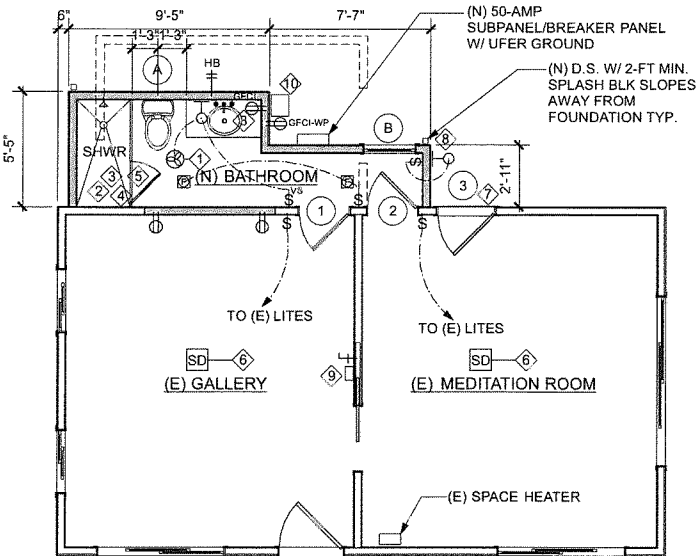 6"
9'-5"
7'-7"
(N) 50-AMP
SUBPANEL/BREAKER PANEL
W/ UFER GROUND
1'-3"
1'-3"
A
HB
10
(N) D.S. W/ 2-FT MIN.
SPLASH BLK SLOPES
AWAY FROM
FOUNDATION TYP.
GFCI
GFCI-WP
B
8
3
5'-5"
SHWR
1
3
5
2
4
(N) BATHROOM
VS
S
S
S
3
7
2'-11"
1
2
S
S
S
TO (E) LITES
TO (E) LITES
SD
6
SD
6
(E) GALLERY
9
(E) MEDITATION ROOM
(E) SPACE HEATER